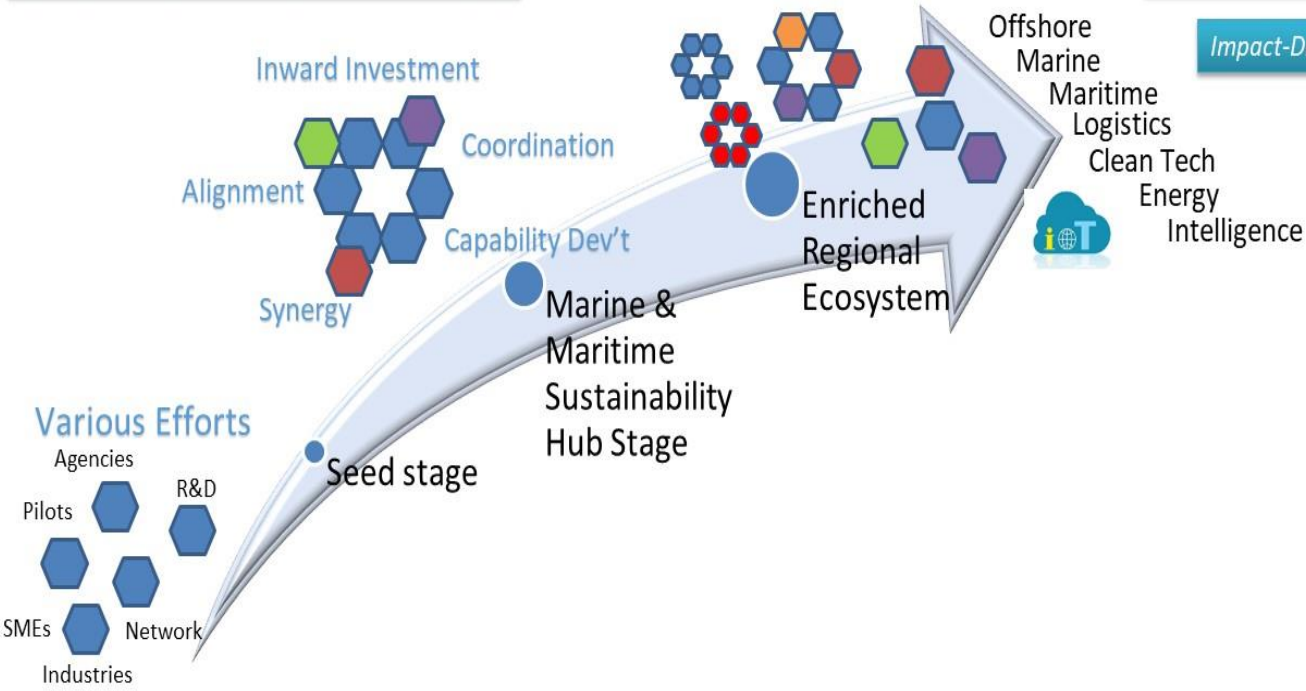 Offshore
Marine
Maritime
Logistics
Clean Tech
Energy
Intelligence
Impact-D
Inward Investment
Coordination
Alignment
Capability Dev't
Synergy
iOT
Enriched
Regional
Ecosystem
Marine &
Maritime
Sustainability
Hub Stage
Seed stage
Various Efforts
Agencies
R&D
Pilots
SMEs
Network
Industries